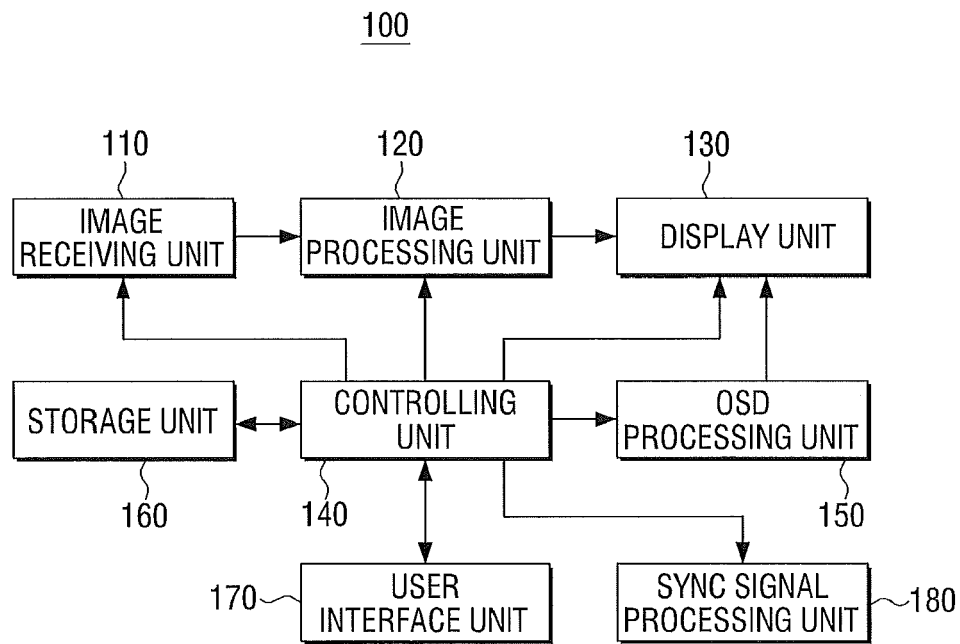 100
110
120
130
IMAGE
RECEIVING UNIT
IMAGE
PROCESSING UNIT
DISPLAY UNIT
STORAGE UNIT
CONTROLLING
UNIT
OSD
PROCESSING UNIT
160
140
150
170
USER
INTERFACE UNIT
SYNC SIGNAL
PROCESSING UNIT
180